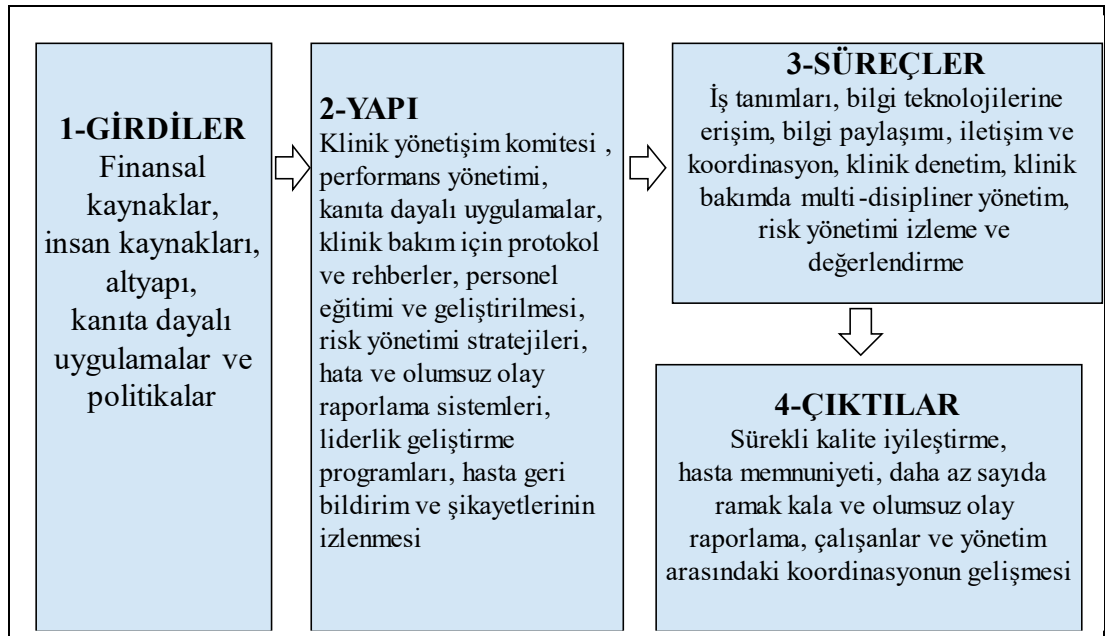 1-GİRDİLER
Finansal
kaynaklar,
insan kaynakları,
altyapı,
kanıta dayalı
uygulamalar ve
politikalar
2-YAPI
Klinik yönetişim komitesi ,
performans yönetimi,
kanıta dayalı uygulamalar,
klinik bakım için protokol
ve rehberler, personel
eğitimi ve geliştirilmesi,
risk yönetimi stratejileri,
hata ve olumsuz olay
raporlama sistemleri,
liderlik geliştirme
programları, hasta geri
bildirim ve şikayetlerinin
izlenmesi
3-SÜREÇLER
İş tanımları, bilgi teknolojilerine
erişim, bilgi paylaşımı, iletişim ve
koordinasyon, klinik denetim, klinik
bakımda multi-disipliner yönetim,
risk yönetimi izleme ve
değerlendirme
4-ÇIKTILAR
Sürekli kalite iyileştirme,
hasta memnuniyeti, daha az sayıda
ramak kala ve olumsuz olay
raporlama, çalışanlar ve yönetim
arasındaki koordinasyonun gelişmesi